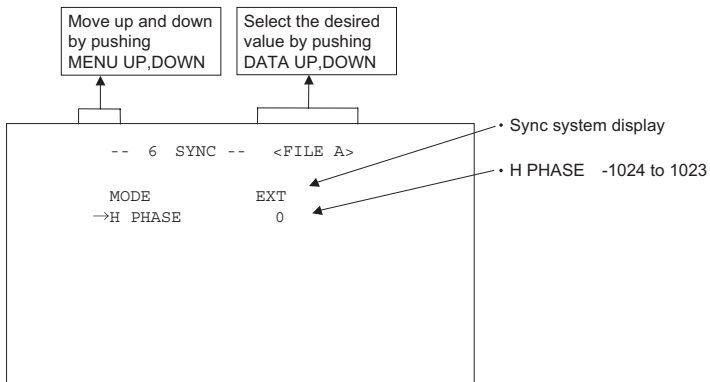 Move up and down
by pushing
MENU UP,DOWN
Select the desired
value by pushing
DATA UP,DOWN
-- 6 SYNC -- <FILE A>
MODE EXT
→H PHASE 0
• Sync system display
• H PHASE -1024 to 1023